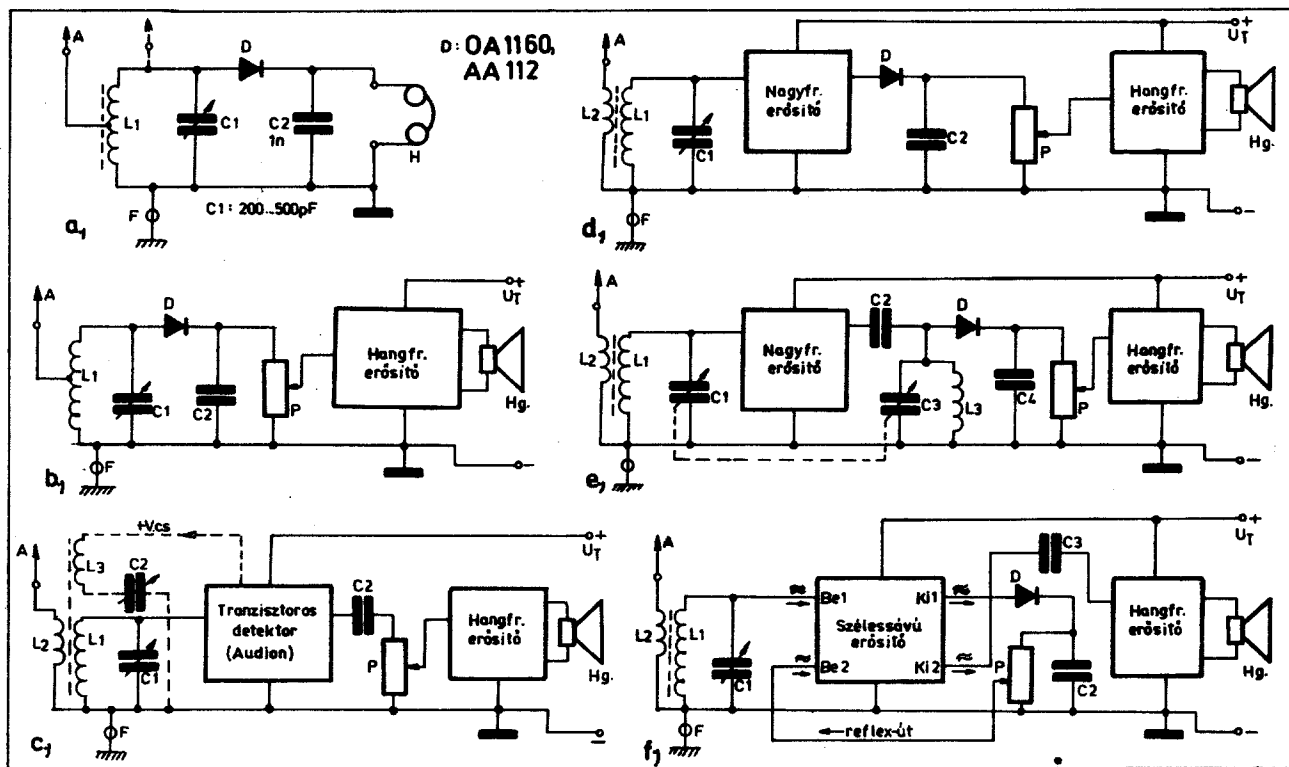 A
D
D: OA1160,
AA 112
L1
C1
C2
1n
H
F
C1: 200...500pF
a,
A
D
L1
C1
C2
P
Hangfr.
erősítő
+
UT
Hg.
F
-
b,
+Vcs
A
L3
C2
L2
L1
C1
Tranzisztoros
detektor
(Audion)
C2
P
Hangfr.
erősítő
+
UT
Hg.
F
-
c,
A
L2
L1
C1
Nagyfr.
erősítő
D
C2
P
Hangfr.
erősítő
+
UT
Hg.
F
-
d,
A
L2
L1
C1
Nagyfr.
erősítő
C2
D
C3
L3
C4
P
Hangfr.
erősítő
+
UT
Hg.
F
-
e,
A
L2
L1
C1
Be1
Ki1
Szélessávú
erősítő
Be2
Ki2
D
C3
P
C2
Hangfr.
erősítő
+
UT
Hg.
F
reflex-út
-
f,